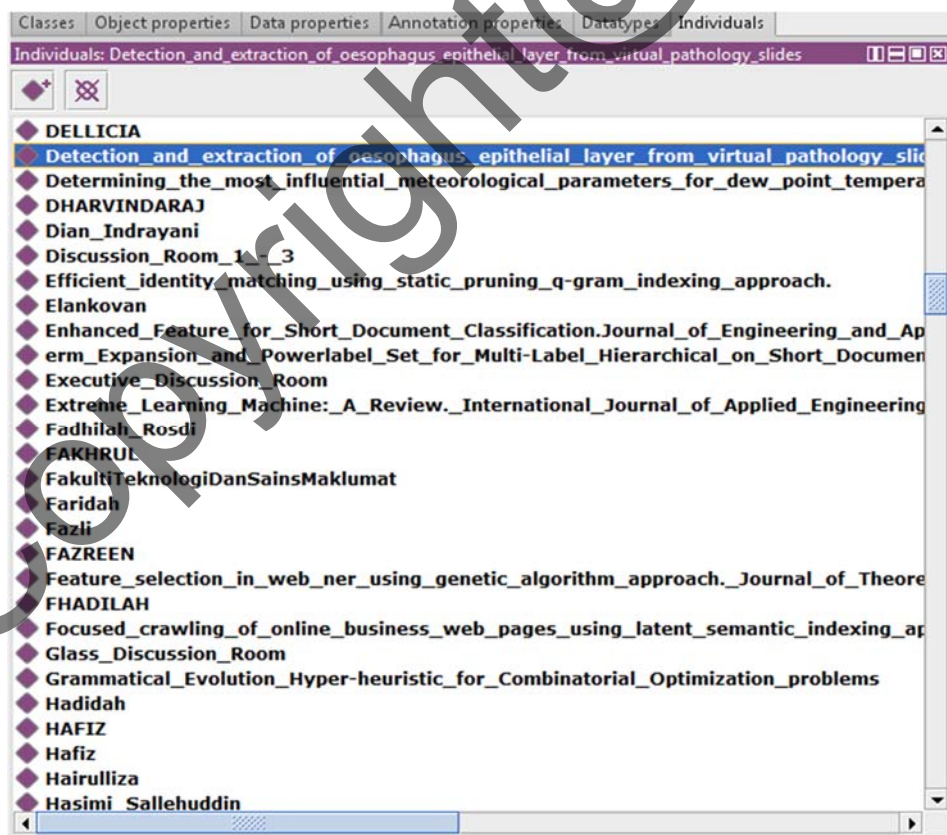 Classes Object properties Data properties Annotation properties Datatypes Individuals
Individuals: Detection_and_extraction_of_oesophagus_epithelial_layer_from_virtual_pathology_slides
DELLICIA
Detection_and_extraction_of_oesophagus_epithelial_layer_from_virtual_pathology_slid
Determining_the_most_influential_meteorological_parameters_for_dew_point_tempera
DHARVINDARAJ
Dian_Indrayani
Discussion_Room_1_-_3
Efficient_identity_matching_using_static_pruning_q-gram_indexing_approach.
Elankovan
Enhanced_Feature_for_Short_Document_Classification.Journal_of_Engineering_and_Ap
erm_Expansion_and_Powerlabel_Set_for_Multi-Label_Hierarchical_on_Short_Documen
Executive_Discussion_Room
Extreme_Learning_Machine:_A_Review._International_Journal_of_Applied_Engineering
Fadhilah_Rosdi
FAKHRUL
FakultiTeknologiDanSainsMaklumat
Faridah
Fazli
FAZREEN
Feature_selection_in_web_ner_using_genetic_algorithm_approach._Journal_of_Theore
FHADILAH
Focused_crawling_of_online_business_web_pages_using_latent_semantic_indexing_ap
Glass_Discussion_Room
Grammatical_Evolution_Hyper-heuristic_for_Combinatorial_Optimization_problems
Hadidah
HAFIZ
Hafiz
Hairulliza
Hasimi_Sallehuddin
Copyright@